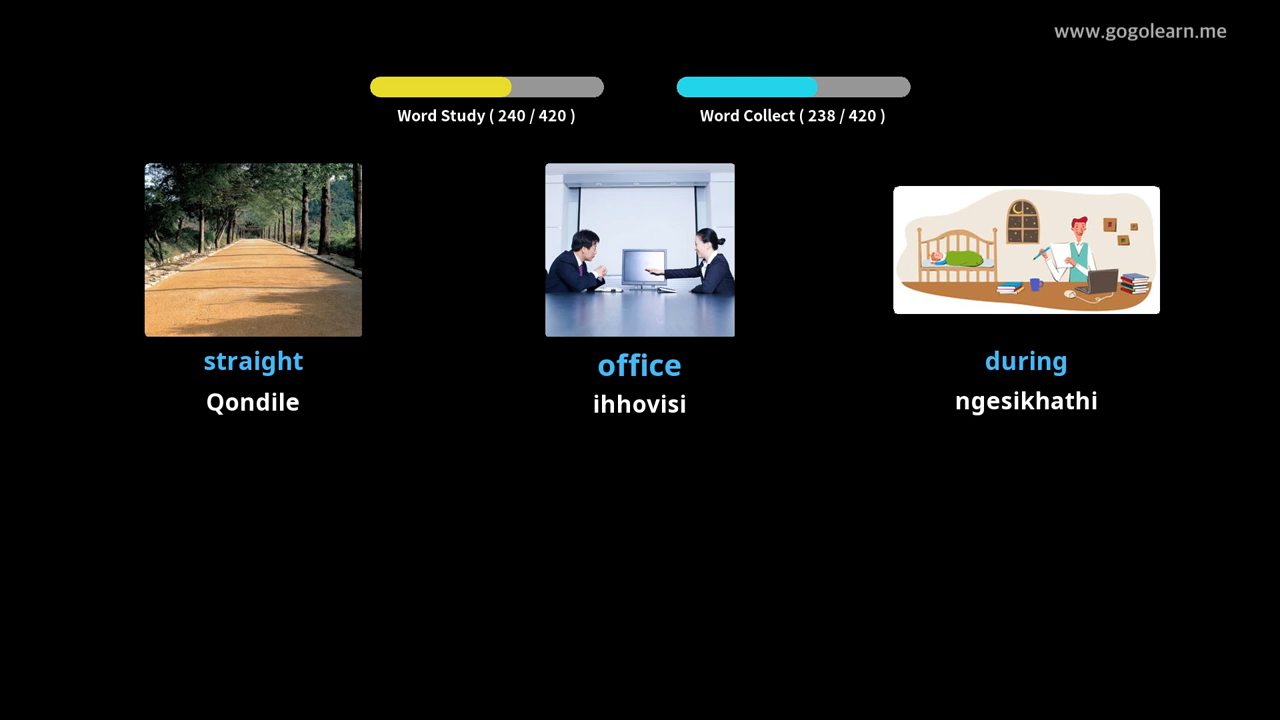 www.gogolearn.me
Word Study ( 240 / 420 )
Word Collect ( 238 / 420 )
straight
Qondile
office
ihhovisi
during
ngesikhathi